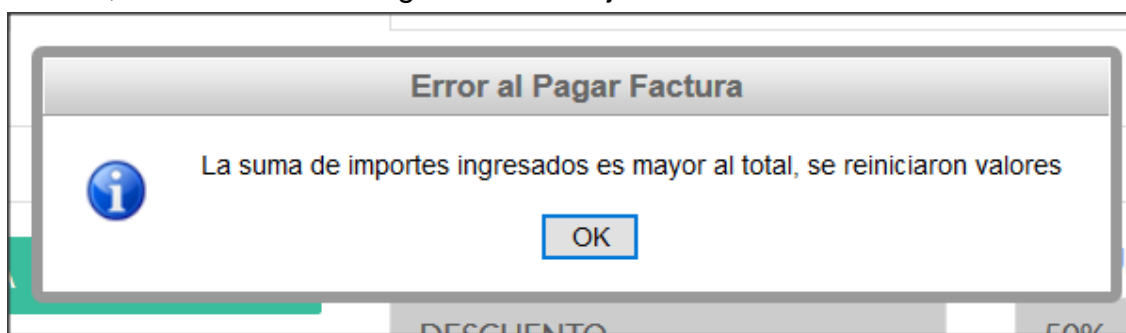 Error al Pagar Factura
La suma de importes ingresados es mayor al total, se reiniciaron valores
OK
DESCUENTO
50%